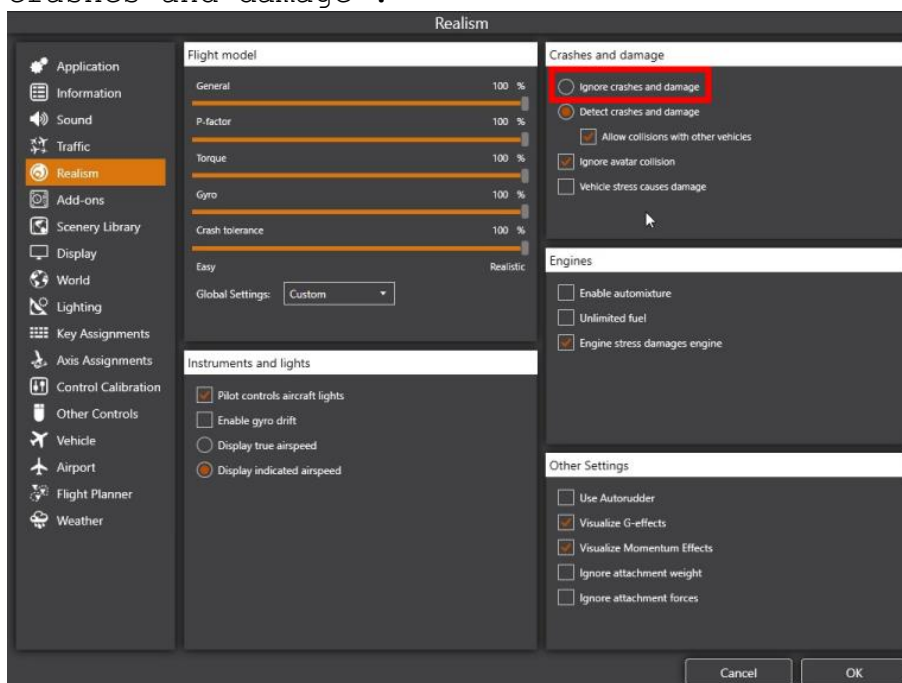 crashes and damage".
Realism
Application
Information
Sound
Traffic
Realism
Add-ons
Scenery Library
Display
World
Lighting
Key Assignments
Axis Assignments
Control Calibration
Other Controls
Vehicle
Airport
Flight Planner
Weather
Flight model
General 100 %
P-factor 100 %
Torque 100 %
Gyro 100 %
Crash tolerance 100 %
Easy Realistic
Global Settings: Custom
Instruments and lights
Pilot controls aircraft lights
Enable gyro drift
Display true airspeed
Display indicated airspeed
Crashes and damage
Ignore crashes and damage
Detect crashes and damage
Allow collisions with other vehicles
Ignore avatar collision
Vehicle stress causes damage
Engines
Enable automixture
Unlimited fuel
Engine stress damages engine
Other Settings
Use Autorudder
Visualize G-effects
Visualize Momentum Effects
Ignore attachment weight
Ignore attachment forces
Cancel OK